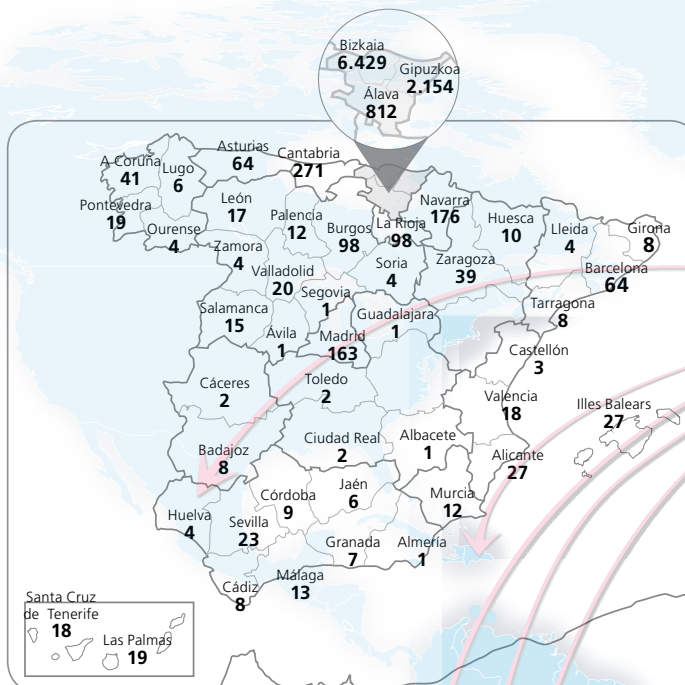 Bizkaia
6.429
Gipuzkoa
2.154
Álava
812
Asturias
64
Cantabria
271
A Coruña
41
Lugo
6
Pontevedra
19
Ourense
4
León
17
Palencia
12
Burgos
98
La Rioja
98
Navarra
176
Huesca
10
Lleida
4
Girona
8
Zamora
4
Valladolid
20
Soria
4
Zaragoza
39
Barcelona
64
Salamanca
15
Segovia
1
Guadalajara
1
Tarragona
8
Ávila
1
Madrid
163
Castellón
3
Cáceres
2
Toledo
2
Valencia
18
Illes Balears
27
Badajoz
8
Ciudad Real
2
Albacete
1
Alicante
27
Huelva
4
Sevilla
23
Córdoba
9
Jaén
6
Murcia
12
Granada
7
Almería
1
Cádiz
8
Málaga
13
Santa Cruz
de Tenerife
18
Las Palmas
19